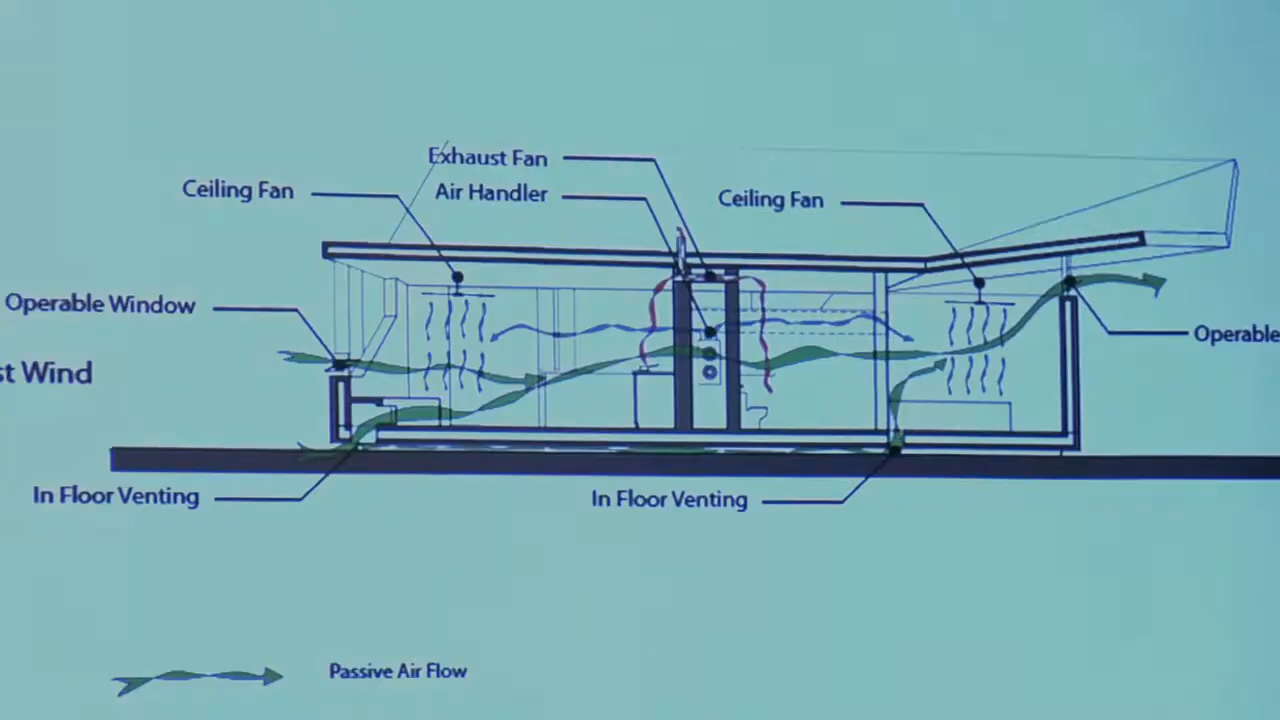 Exhaust Fan
Ceiling Fan
Air Handler
Ceiling Fan
Operable Window
Operable
st Wind
In Floor Venting
In Floor Venting
Passive Air Flow